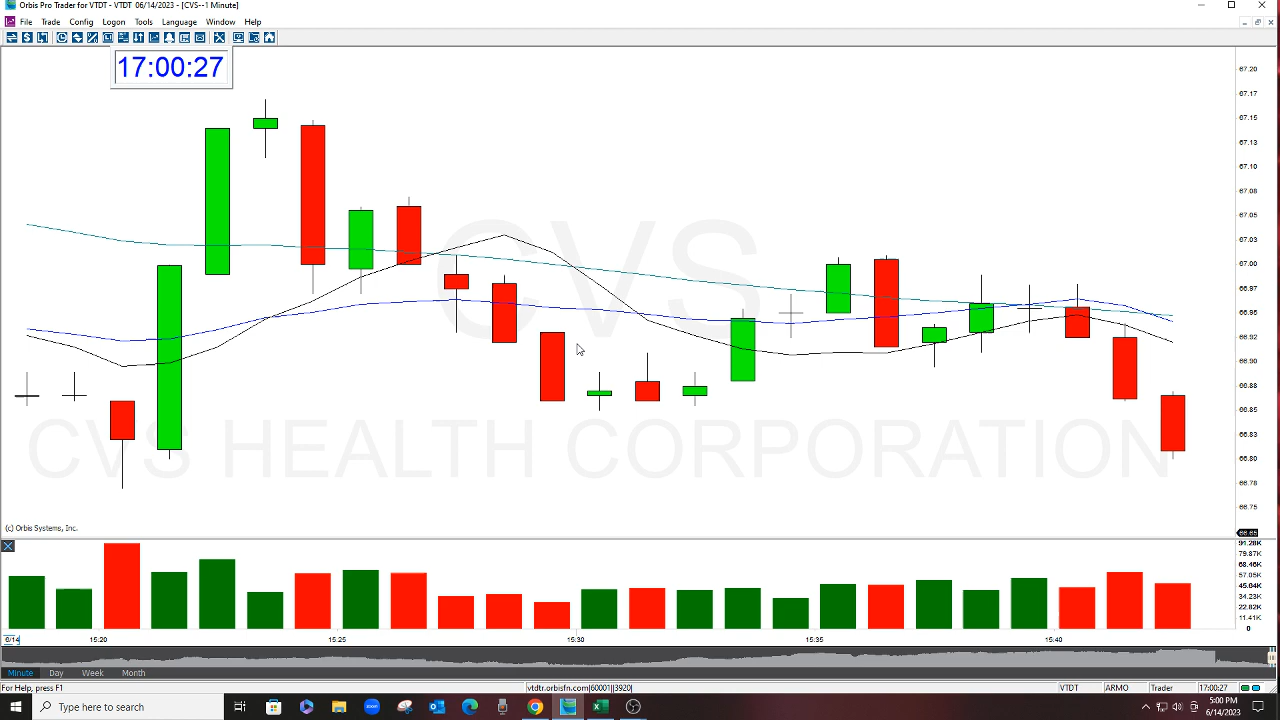 Orbis Pro Trader for VTDT - VTDT 06/14/2023 - [CVS--1 Minute]
File Trade Config Logon Tools Language Window Help
17:00:27
67.20
67.17
67.15
67.13
67.10
67.08
67.05
67.03
67.00
66.97
66.95
66.92
66.90
66.88
66.85
66.83
66.80
66.78
66.75
66.65
CVS
CVS HEALTH CORPORATION
(c) Orbis Systems, Inc.
91.28K
79.87K
68.46K
57.05K
45.64K
34.23K
22.82K
11.41K
0
6/14 15:20 15:25 15:30 15:35 15:40
Minute Day Week Month
For Help, press F1 vtdtr.orbisfn.com|60001||3920| VTDT ARMO Trader 17:00:27
Type here to search
5:00 PM
6/14/2023